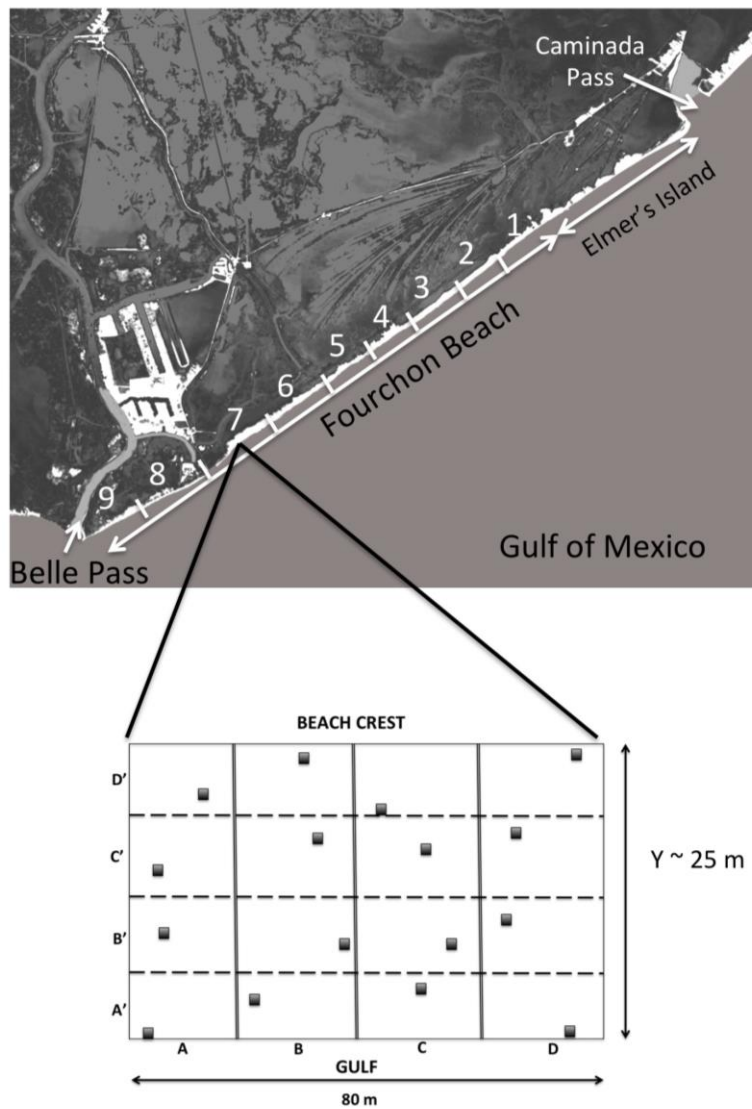 Caminada
Pass
Elmer's Island
1
2
3
4
5
6
7
8
9
Fourchon Beach
Gulf of Mexico
Belle Pass
BEACH CREST
D'
C'
B'
A'
Y ~ 25 m
A B C D
GULF
80 m